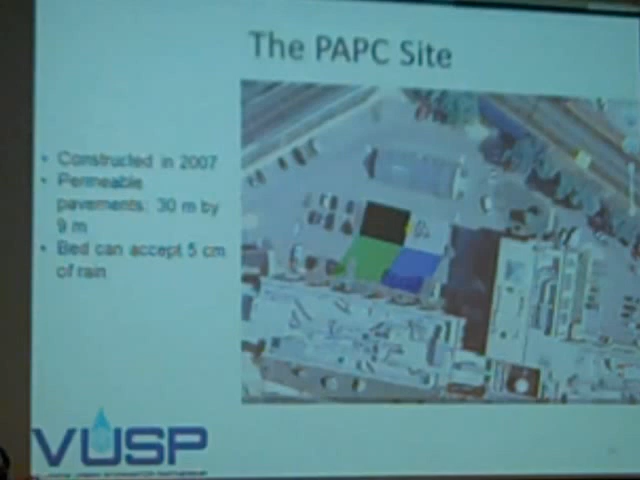 The PAPC Site
• Constructed in 2007
• Permeable
pavements: 30 m by
9 m
• Bed can accept 5 cm
of rain
VUSP